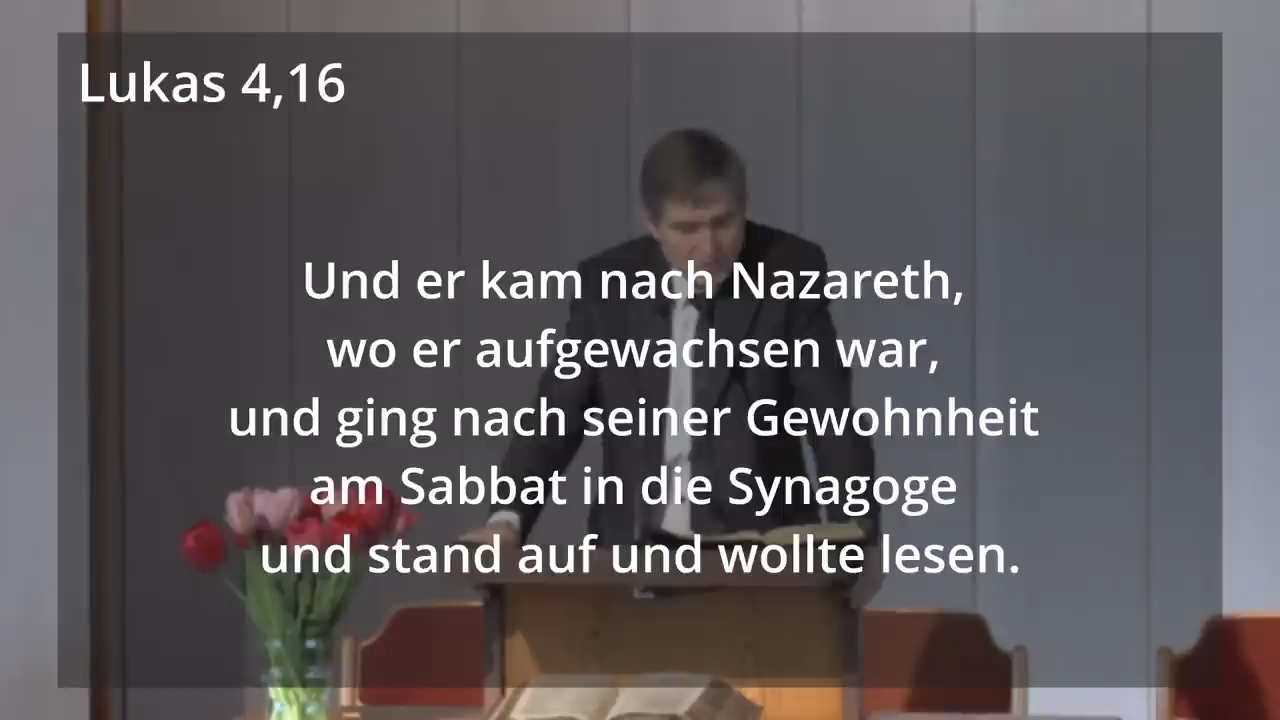 Lukas 4,16
Und er kam nach Nazareth,
wo er aufgewachsen war,
und ging nach seiner Gewohnheit
am Sabbat in die Synagoge
und stand auf und wollte lesen.